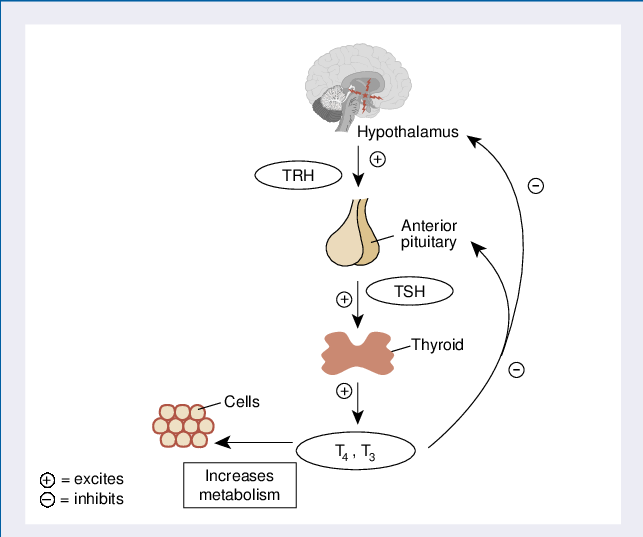 Hypothalamus
+
TRH
−
Anterior
pituitary
TSH
+
Thyroid
−
+
Cells
T4 , T3
Increases
metabolism
+ = excites
− = inhibits